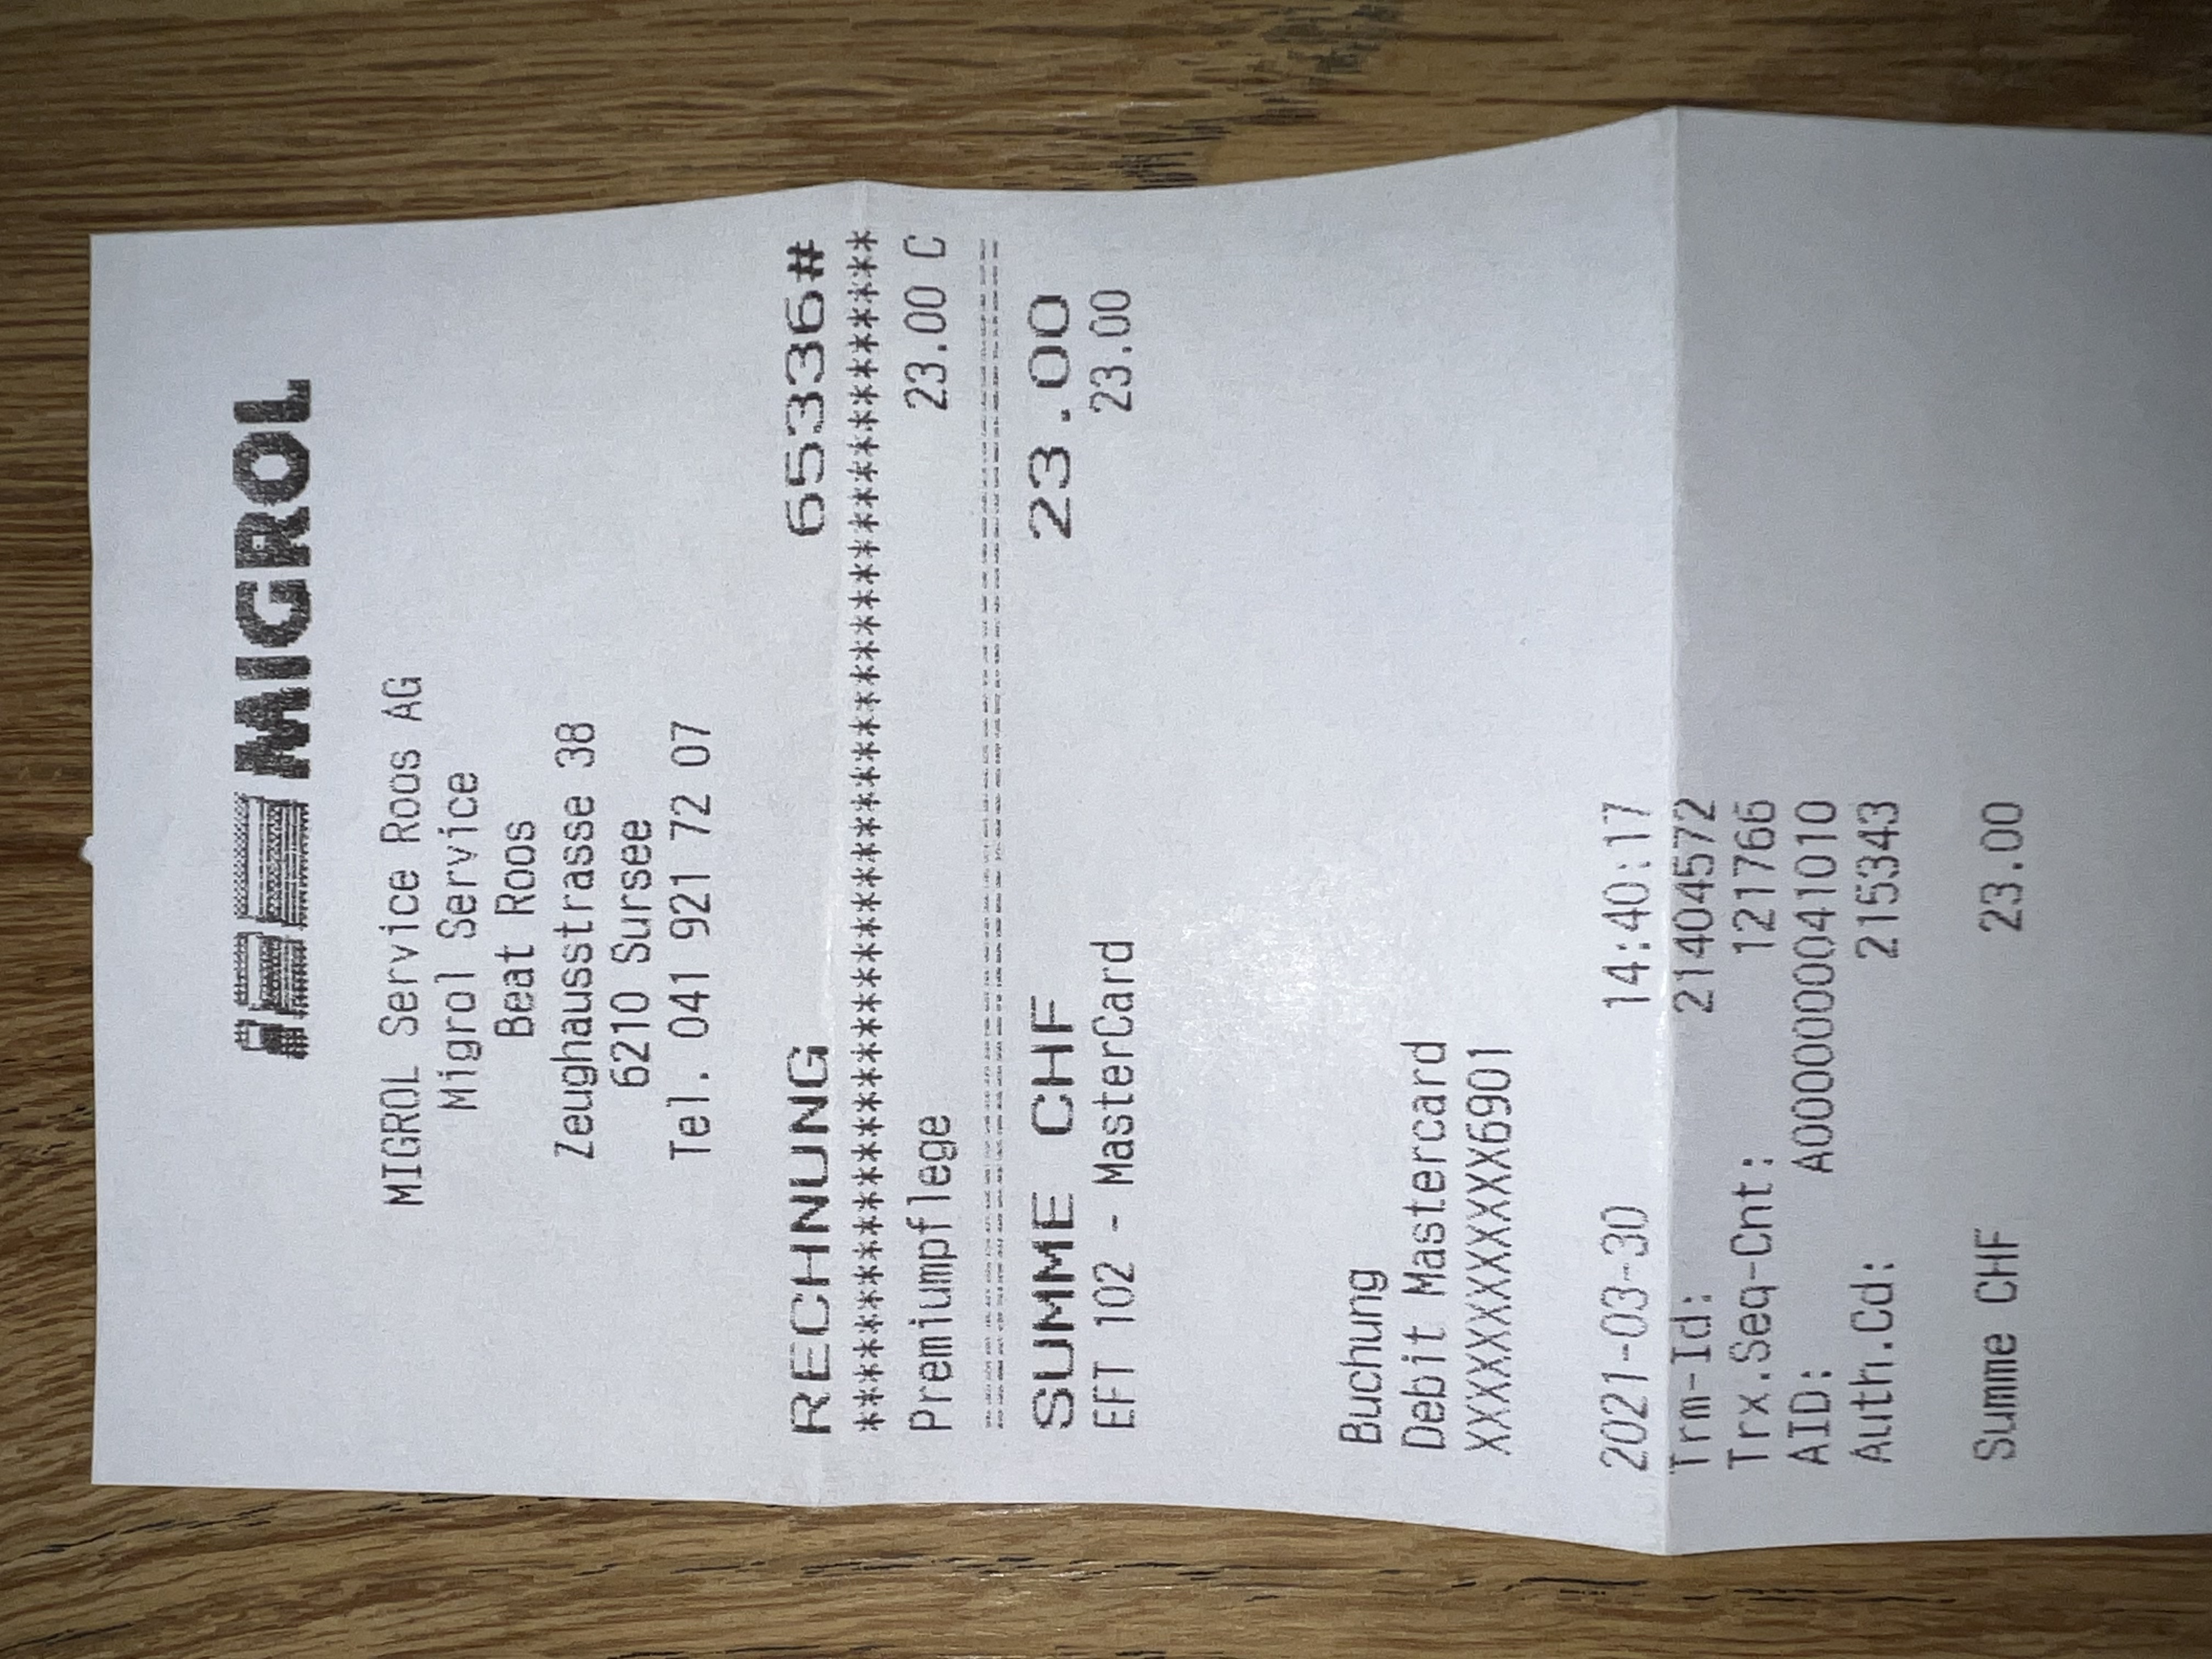 MIGROL
MIGROL Service Roos AG
Migrol Service
Beat Roos
Zeughausstrasse 38
6210 Sursee
Tel. 041 921 72 07
RECHNUNG 65336#
************************************************
Premiumpflege 23.00 C
SUMME CHF 23.00
EFT 102 - MasterCard 23.00
Buchung
Debit Mastercard
XXXXXXXXXXXX6901
2021-03-30 14:40:17
Trm-Id: 21404572
Trx.Seq-Cnt: 121766
AID: A0000000041010
Auth.Cd: 215343
Summe CHF 23.00